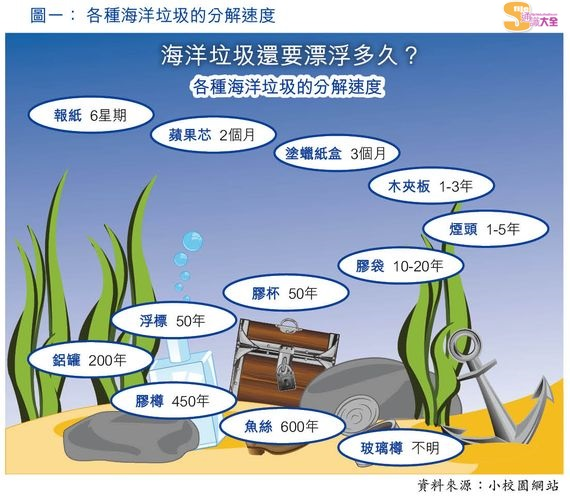 圖一： 各種海洋垃圾的分解速度
通識大全
海洋垃圾還要漂浮多久？
各種海洋垃圾的分解速度
報紙 6星期
蘋果芯 2個月
塗蠟紙盒 3個月
木夾板 1-3年
煙頭 1-5年
膠袋 10-20年
膠杯 50年
浮標 50年
鋁罐 200年
膠樽 450年
魚絲 600年
玻璃樽 不明
資料來源：小校園網站